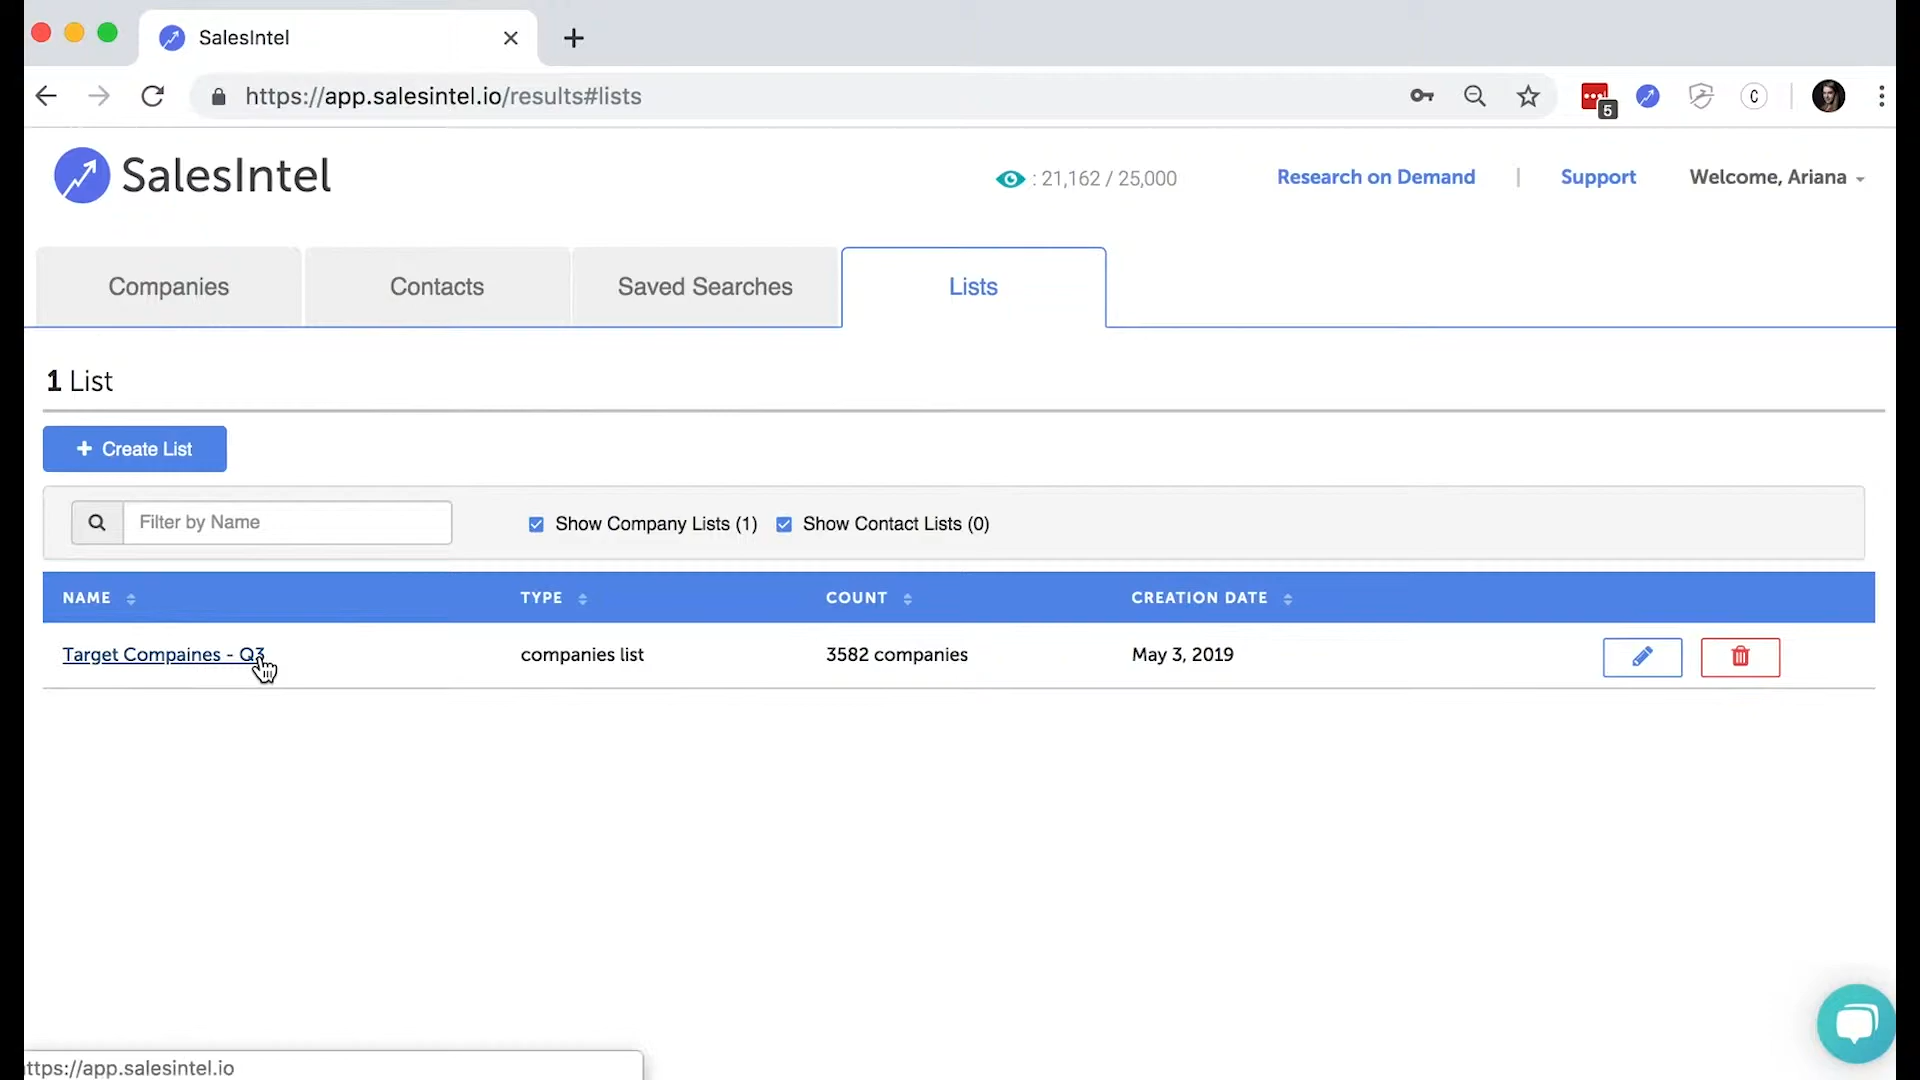 SalesIntel
https://app.salesintel.io/results#lists
5
C
SalesIntel
: 21,162 / 25,000
Research on Demand
|
Support
Welcome, Ariana
Companies
Contacts
Saved Searches
Lists
1 List
+ Create List
Filter by Name
Show Company Lists (1)
Show Contact Lists (0)
NAME
TYPE
COUNT
CREATION DATE
Target Compaines - Q3
companies list
3582 companies
May 3, 2019
ttps://app.salesintel.io